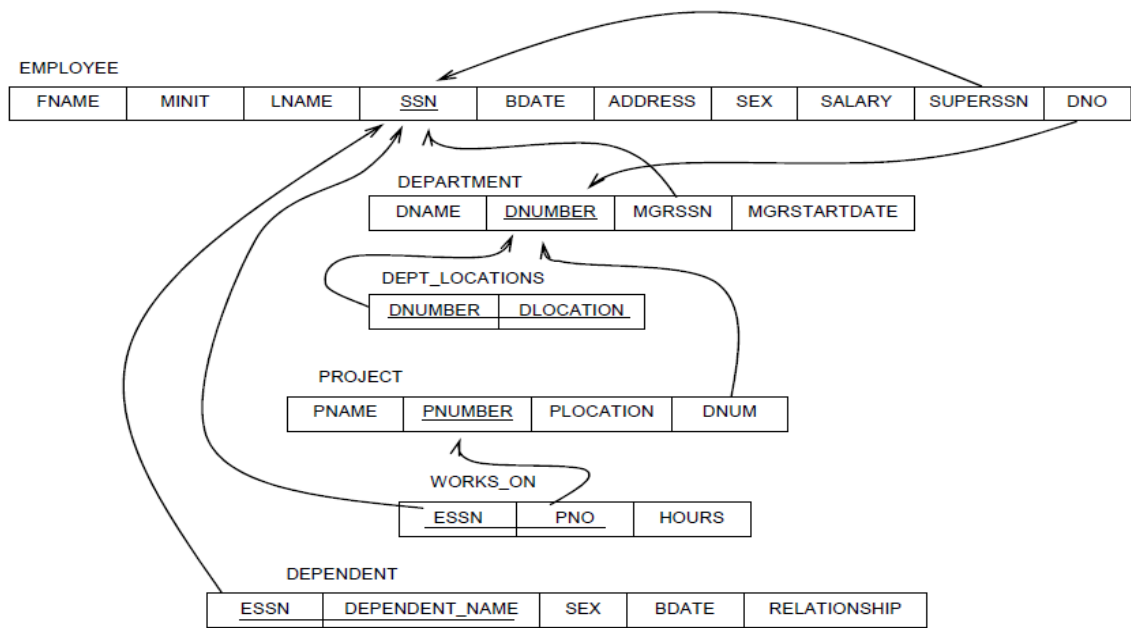 EMPLOYEE
FNAME MINIT LNAME SSN BDATE ADDRESS SEX SALARY SUPERSSN DNO
DEPARTMENT
DNAME DNUMBER MGRSSN MGRSTARTDATE
DEPT_LOCATIONS
DNUMBER DLOCATION
PROJECT
PNAME PNUMBER PLOCATION DNUM
WORKS_ON
ESSN PNO HOURS
DEPENDENT
ESSN DEPENDENT_NAME SEX BDATE RELATIONSHIP